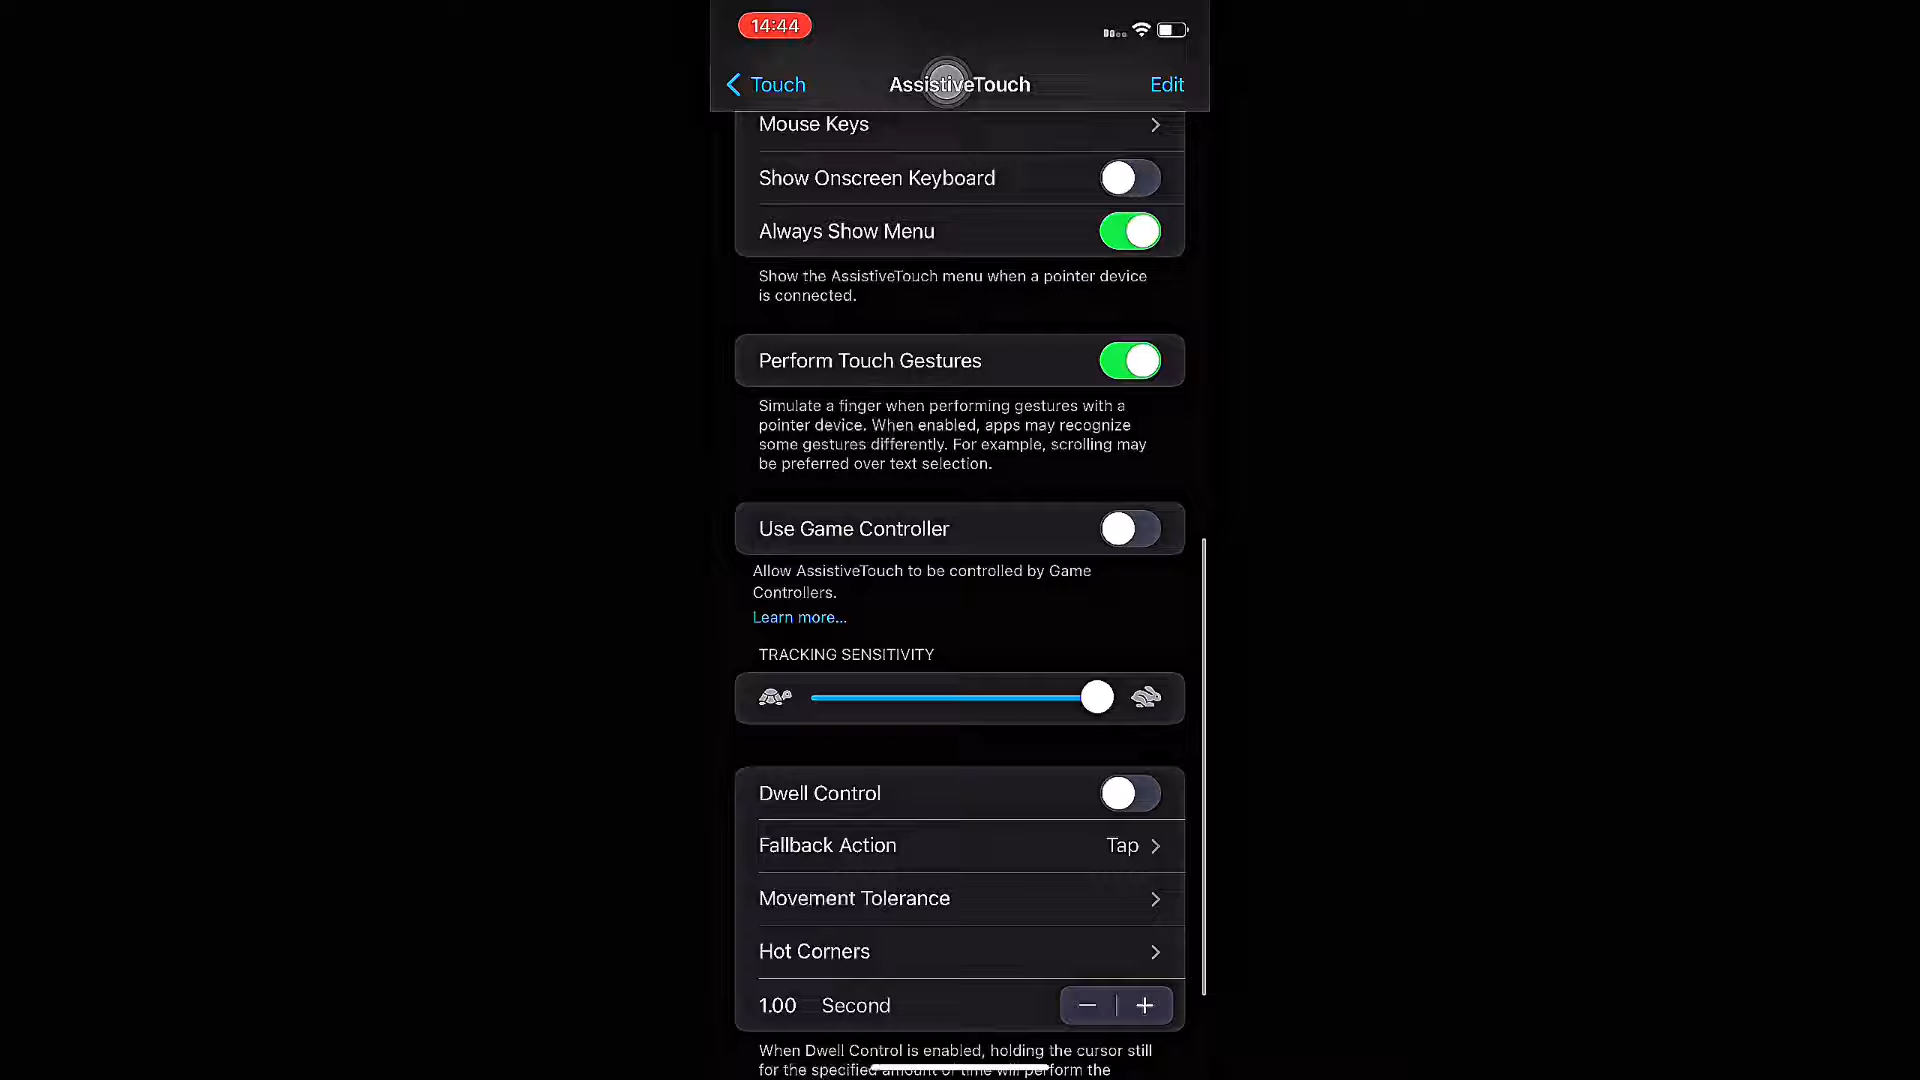 14:44
Touch
AssistiveTouch
Edit
Mouse Keys
Show Onscreen Keyboard
Always Show Menu
Show the AssistiveTouch menu when a pointer device
is connected.
Perform Touch Gestures
Simulate a finger when performing gestures with a
pointer device. When enabled, apps may recognize
some gestures differently. For example, scrolling may
be preferred over text selection.
Use Game Controller
Allow AssistiveTouch to be controlled by Game
Controllers.
Learn more...
TRACKING SENSITIVITY
Dwell Control
Fallback Action Tap
Movement Tolerance
Hot Corners
1.00 Second
When Dwell Control is enabled, holding the cursor still
for the specified amount of time will perform the